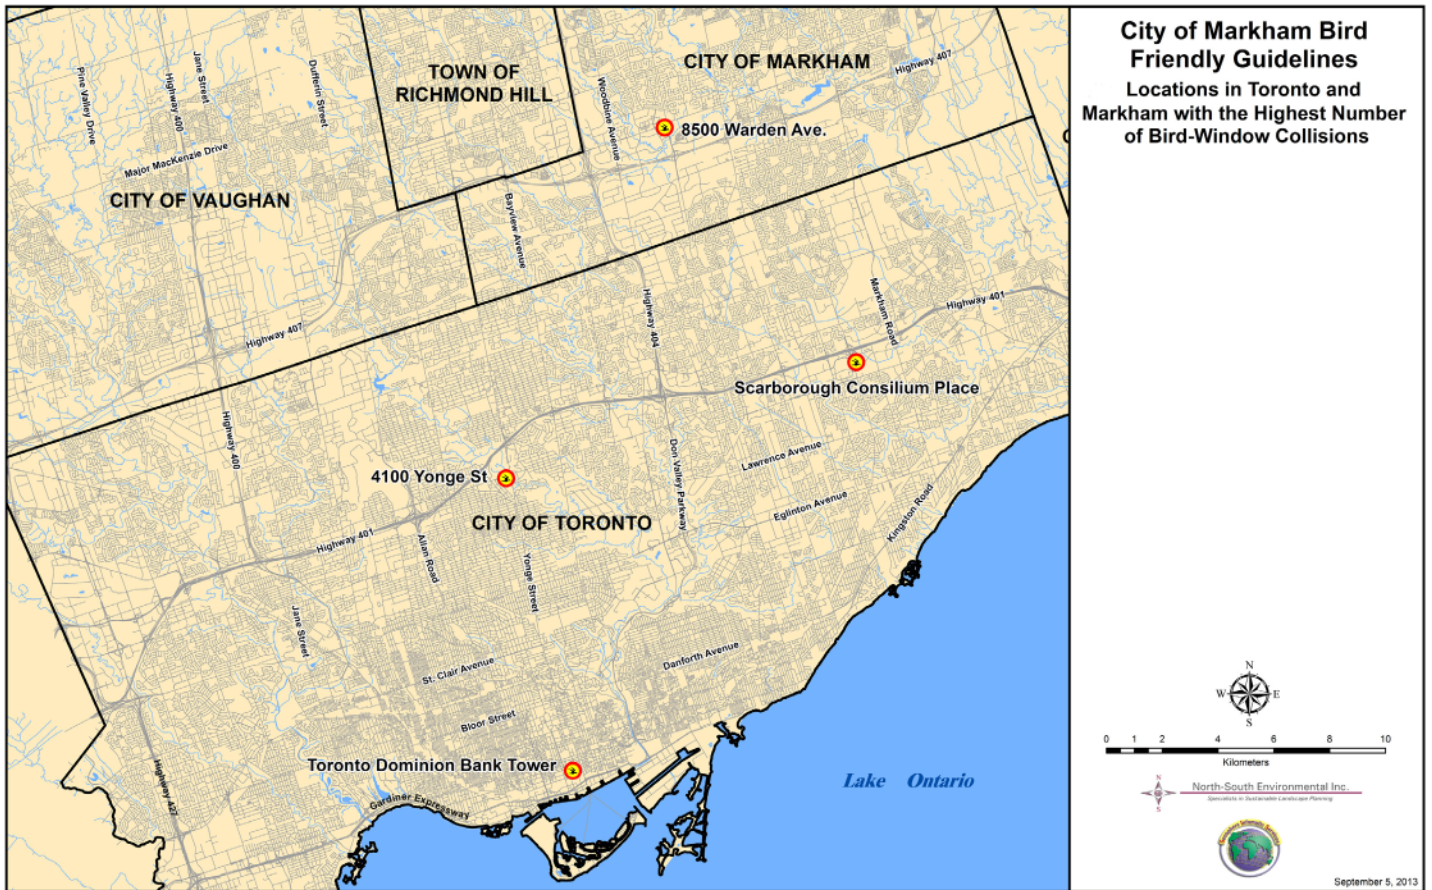 City of Markham Bird
Friendly Guidelines
Locations in Toronto and
Markham with the Highest Number
of Bird-Window Collisions
CITY OF MARKHAM
Highway 407
TOWN OF
RICHMOND HILL
Pine Valley Drive
Highway 400
Jane Street
Dufferin Street
Woodbine Avenue
8500 Warden Ave.
Major MacKenzie Drive
CITY OF VAUGHAN
Bayview Avenue
Highway 407
Highway 404
Markham Road
Highway 401
Scarborough Consilium Place
Highway 400
Don Valley Parkway
Lawrence Avenue
4100 Yonge St
Eglinton Avenue
Kingston Road
CITY OF TORONTO
Highway 401
Allan Road
Yonge Street
Jane Street
St. Clair Avenue
Danforth Avenue
Bloor Street
Toronto Dominion Bank Tower
Highway 427
Gardiner Expressway
Lake Ontario
N
W E
S
0 1 2 4 6 8 10
Kilometers
N
S
North-South Environmental Inc.
Specialists in Sustainable Landscape Planning
September 5, 2013